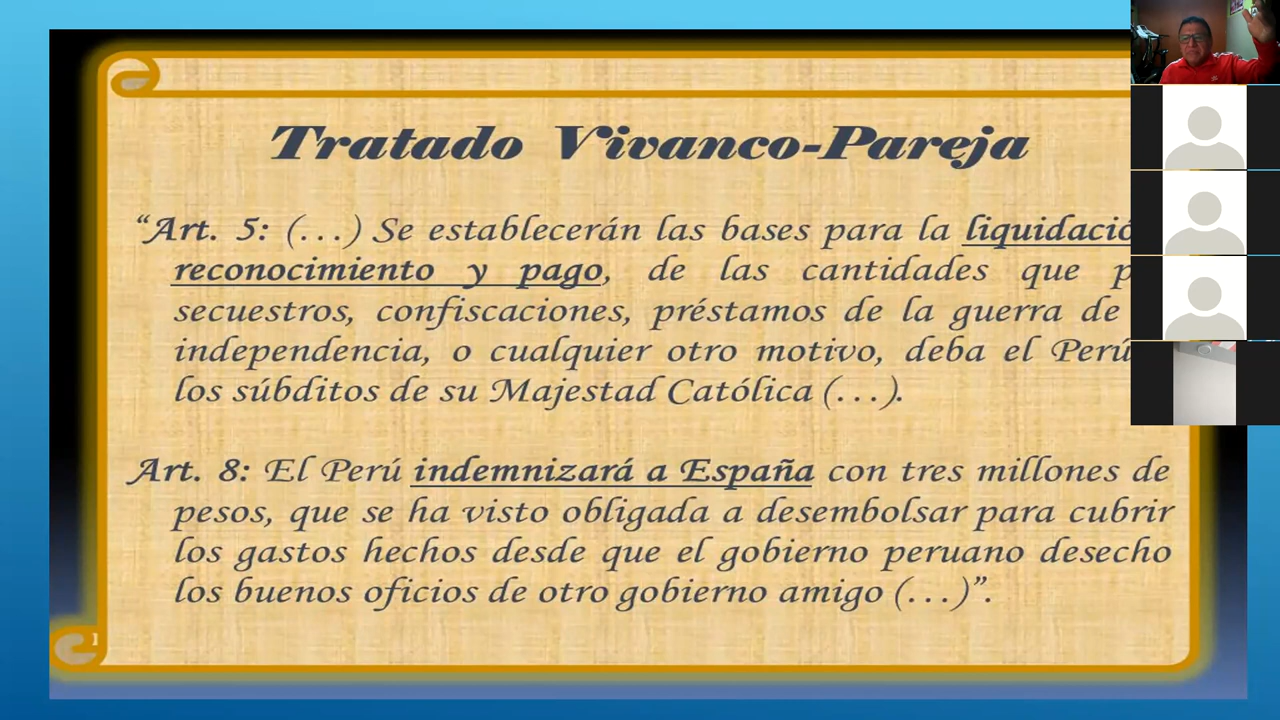 Tratado Vivanco-Pareja
“Art. 5: (...) Se establecerán las bases para la
reconocimiento y pago, de las cantidades que
secuestros, confiscaciones, préstamos de la guerra de
independencia, o cualquier otro motivo, deba el Perú
los súbditos de su Majestad Católica (...).
Art. 8: El Perú indemnizará a España con tres millones de
pesos, que se ha visto obligada a desembolsar para cubrir
los gastos hechos desde que el gobierno peruano desecho
los buenos oficios de otro gobierno amigo (...)”.